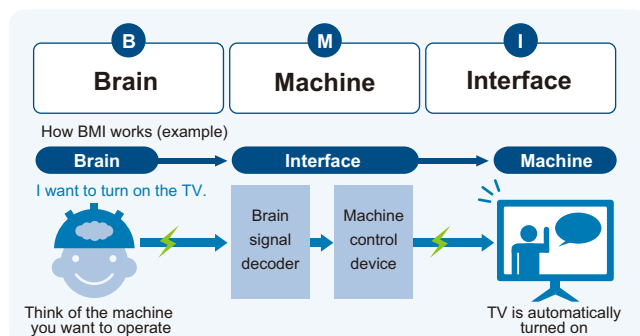 B
M
I
Brain
Machine
Interface
How BMI works (example)
Brain
Interface
Machine
I want to turn on the TV.
Brain
signal
decoder
Machine
control
device
Think of the machine
you want to operate
TV is automatically
turned on